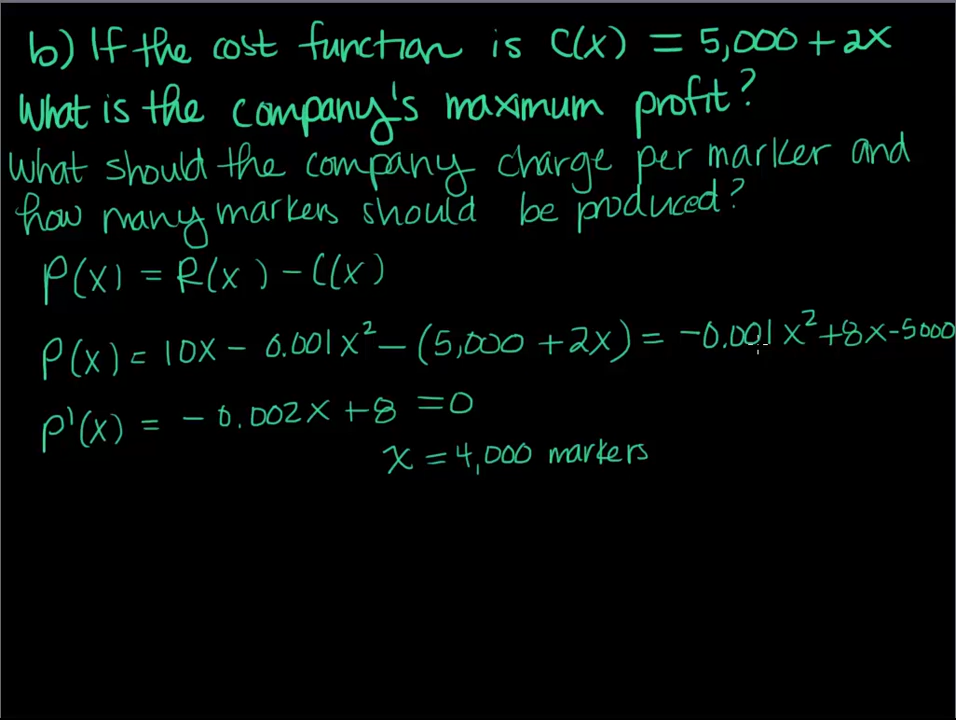 b) If the cost function is C(x) = 5,000 + 2x
What is the company's maximum profit?
What should the company charge per marker and
how many markers should be produced?
P(x) = R(x) - C(x)
P(x) = 10x - 0.001x² - (5,000 + 2x) = -0.001x² + 8x - 5000
P'(x) = - 0.002x + 8 = 0
x = 4,000 markers